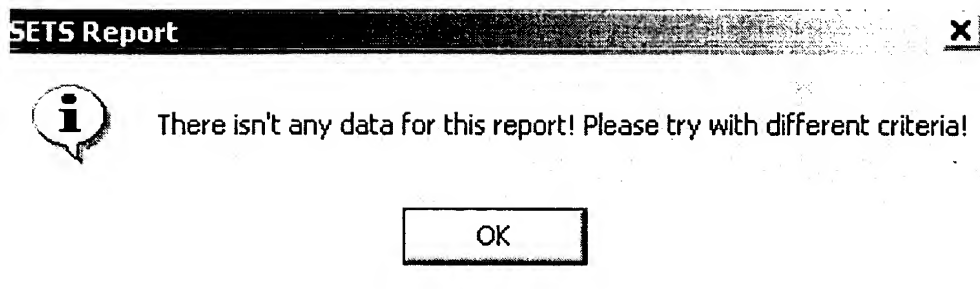 SETS Report
There isn't any data for this report! Please try with different criteria!
OK